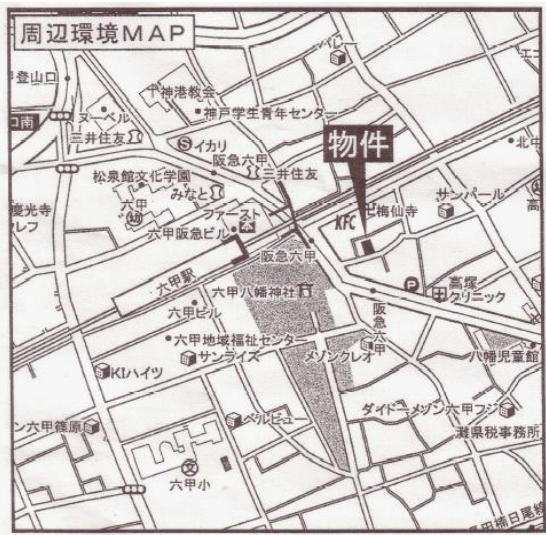 周辺環境MAP
バレー
登山口
神港教会
ヌーベル
神戸学生青年センター
三井住友
イカリ
阪急六甲
物件
三井住友
松泉館文化学園
みなと
六甲
ファースト
KFC
梅仙寺
サンパール
六甲阪急ビル
阪急六甲
六甲駅
六甲八幡神社
P
高塚
クリニック
阪急六甲
六甲ビル
六甲地域福祉センター
サンライズ
メゾンクレオ
八幡児童館
KIハイツ
ベルビュー
ダイドーメゾン六甲フジ
ン六甲篠原
灘県税事務所
六甲小